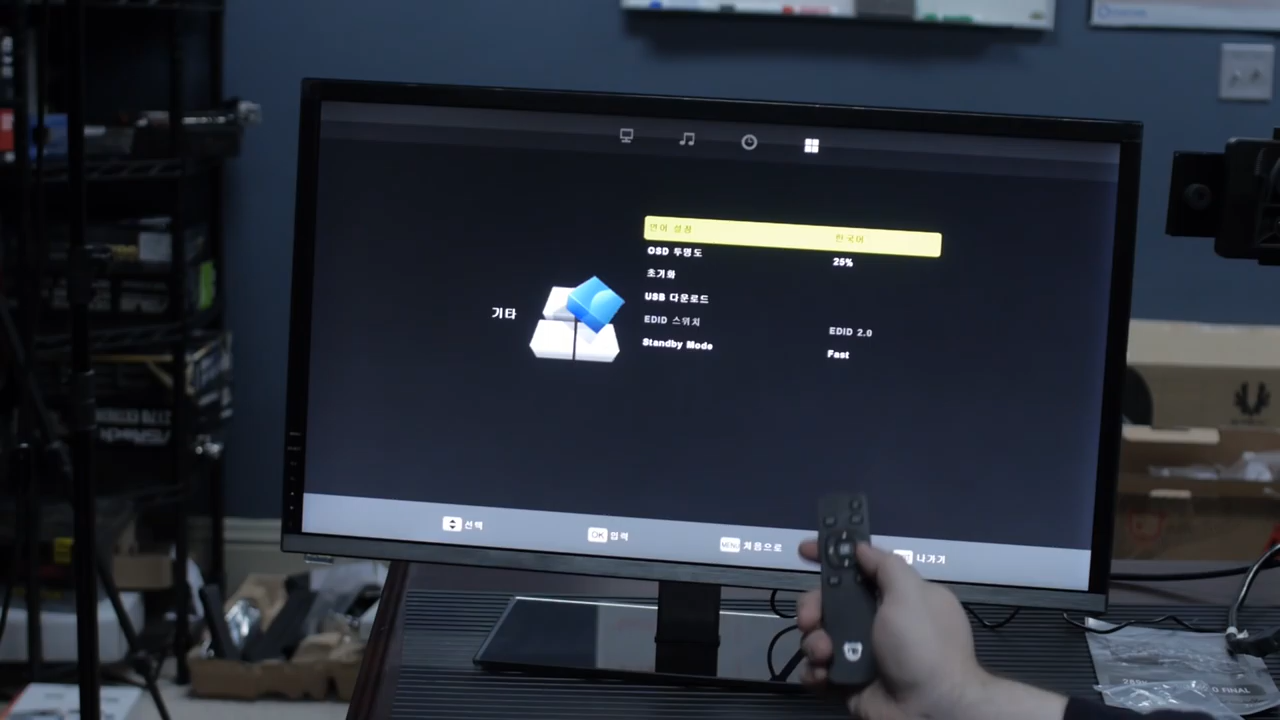 언어 설정 한국어
OSD 투명도 25%
초기화
USB 다운로드
EDID 스위치 EDID 2.0
Standby Mode Fast
기타
선택
OK 입력
MENU 처음으로
나가기